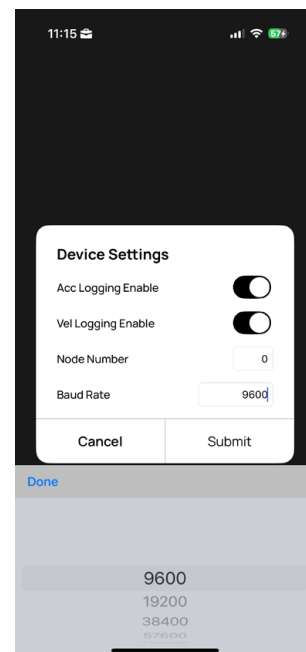 11:15
57
Device Settings
Acc Logging Enable
Vel Logging Enable
Node Number 0
Baud Rate 9600
Cancel Submit
Done
9600
19200
38400
57600